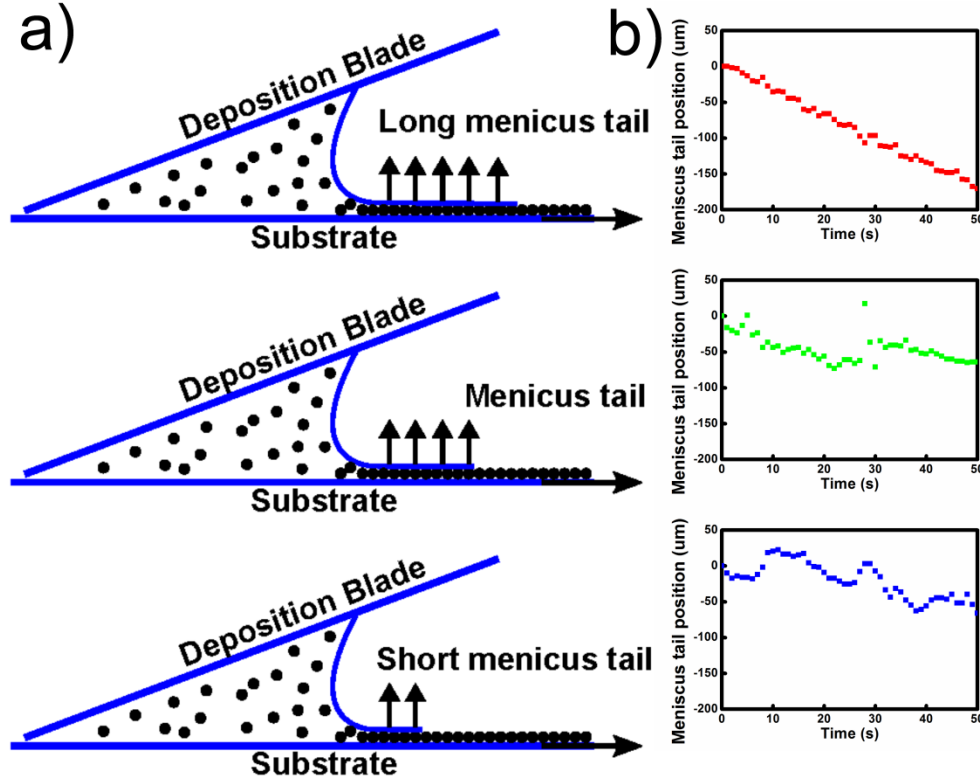 a)
Deposition Blade
Long menicus tail
Substrate
Deposition Blade
Menicus tail
Substrate
Deposition Blade
Short menicus tail
Substrate
b)
Meniscus tail position (um)
50
0
-50
-100
-150
-200
0 10 20 30 40 50
Time (s)
Meniscus tail position (um)
50
0
-50
-100
-150
-200
0 10 20 30 40 50
Time (s)
Meniscus tail position (um)
50
0
-50
-100
-150
-200
0 10 20 30 40 50
Time (s)